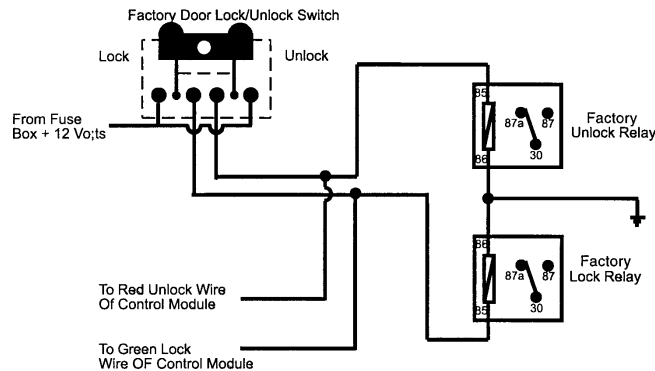 Factory Door Lock/Unlock Switch
Lock
Unlock
From Fuse
Box + 12 Vo;ts
85
87a
87
30
86
Factory
Unlock Relay
86
87a
87
30
85
Factory
Lock Relay
To Red Unlock Wire
Of Control Module
To Green Lock
Wire OF Control Module